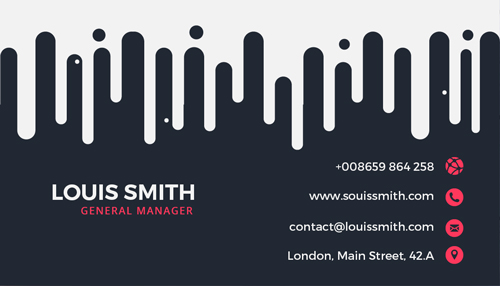 LOUIS SMITH
GENERAL MANAGER
+008659 864 258
www.souissmith.com
contact@louissmith.com
London, Main Street, 42.A